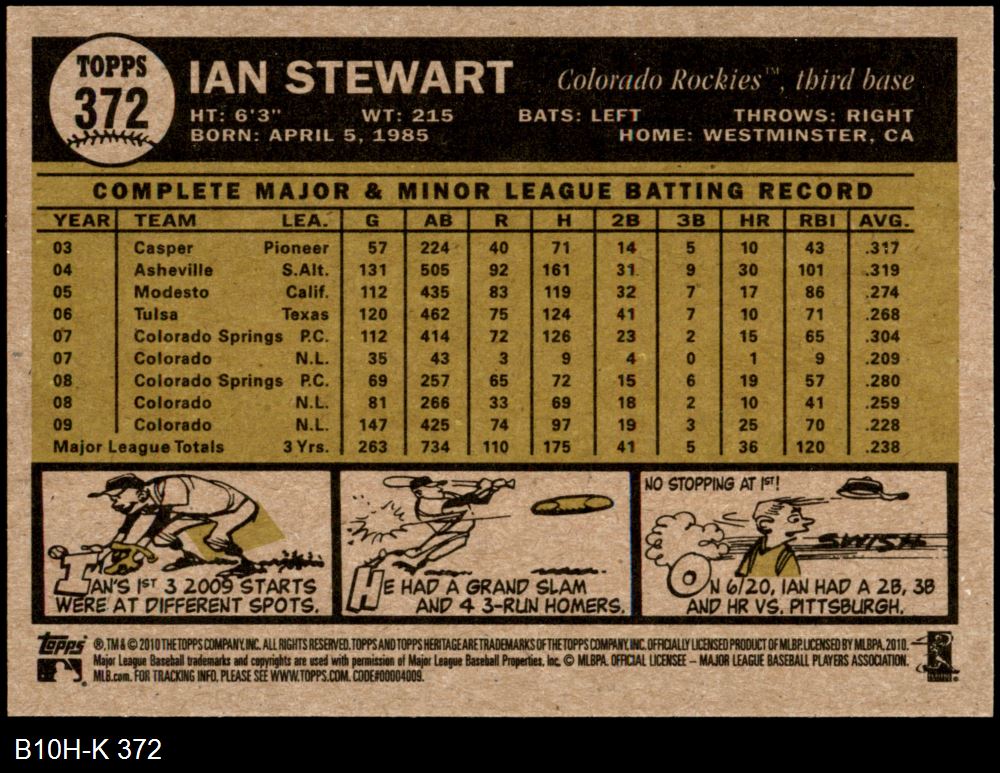 TOPPS
372
IAN STEWART Colorado Rockies™, third base
HT: 6'3" WT: 215 BATS: LEFT THROWS: RIGHT
BORN: APRIL 5, 1985 HOME: WESTMINSTER, CA
COMPLETE MAJOR & MINOR LEAGUE BATTING RECORD
YEAR TEAM LEA. G AB R H 2B 3B HR RBI AVG.
03 Casper Pioneer 57 224 40 71 14 5 10 43 .317
04 Asheville S.Alt. 131 505 92 161 31 9 30 101 .319
05 Modesto Calif. 112 435 83 119 32 7 17 86 .274
06 Tulsa Texas 120 462 75 124 41 7 10 71 .268
07 Colorado Springs P.C. 112 414 72 126 23 2 15 65 .304
07 Colorado N.L. 35 43 3 9 4 0 1 9 .209
08 Colorado Springs P.C. 69 257 65 72 15 6 19 57 .280
08 Colorado N.L. 81 266 33 69 18 2 10 41 .259
09 Colorado N.L. 147 425 74 97 19 3 25 70 .228
Major League Totals 3 Yrs. 263 734 110 175 41 5 36 120 .238
IAN'S 1ST 3 2009 STARTS
WERE AT DIFFERENT SPOTS.
HE HAD A GRAND SLAM
AND 4 3-RUN HOMERS.
NO STOPPING AT 1ST!
SWISH
ON 6/20, IAN HAD A 2B, 3B
AND HR VS. PITTSBURGH.
topps ®, TM & © 2010 THE TOPPS COMPANY, INC. ALL RIGHTS RESERVED. TOPPS AND TOPPS HERITAGE ARE TRADEMARKS OF THE TOPPS COMPANY, INC. OFFICIALLY LICENSED PRODUCT OF MLBP. LICENSED BY MLBPA, 2010.
Major League Baseball trademarks and copyrights are used with permission of Major League Baseball Properties, Inc. © MLBPA. OFFICIAL LICENSEE – MAJOR LEAGUE BASEBALL PLAYERS ASSOCIATION.
MLB.com. FOR TRACKING INFO, PLEASE SEE WWW.TOPPS.COM. CODE#00004009.
B10H-K 372